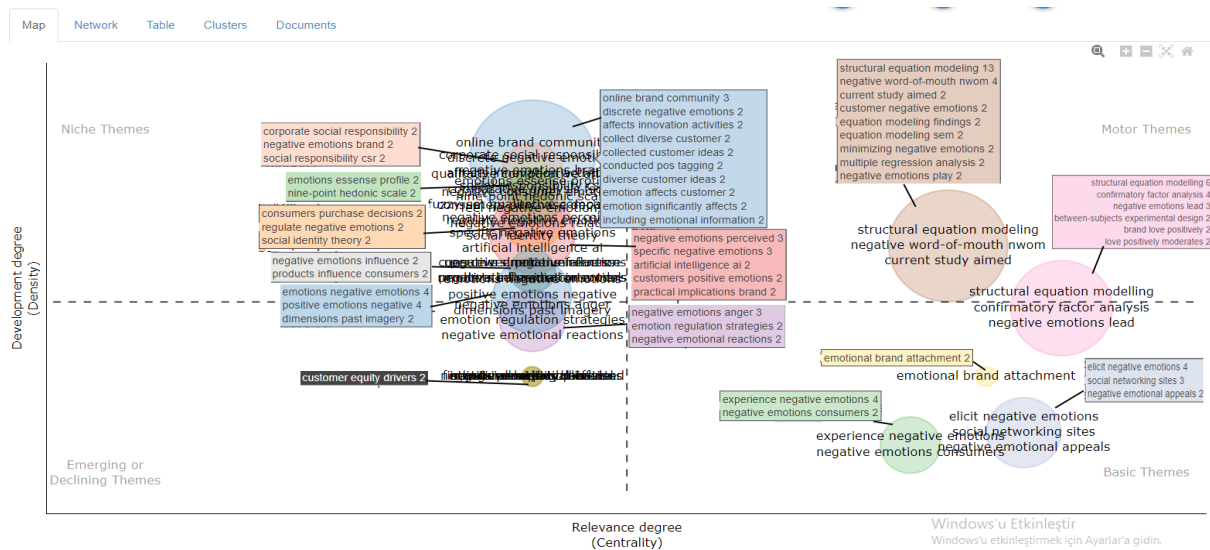 Map
Network
Table
Clusters
Documents
Development degree
(Density)
Relevance degree
(Centrality)
Niche Themes
Motor Themes
Emerging or
Declining Themes
Basic Themes
corporate social responsibility 2
negative emotions brand 2
social responsibility csr 2
emotions essense profile 2
nine-point hedonic scale 2
consumers purchase decisions 2
regulate negative emotions 2
social identity theory 2
negative emotions influence 2
products influence consumers 2
emotions negative emotions 4
positive emotions negative 4
dimensions past imagery 2
customer equity drivers 2
online brand community 3
discrete negative emotions 2
affects innovation activities 2
collect diverse customer 2
collected customer ideas 2
conducted pos tagging 2
diverse customer ideas 2
emotion affects customer 2
emotion significantly affects 2
including emotional information 2
negative emotions perceived 3
specific negative emotions 3
artificial intelligence ai 2
customers positive emotions 2
practical implications brand 2
negative emotions anger 3
emotion regulation strategies 2
negative emotional reactions 2
online brand communit
specific negative emotions
social identity theory
artificial intelligence ai
positive emotions negative
negative emotions anger
dimensions past imagery
emotion regulation strategies
negative emotional reactions
structural equation modeling 13
negative word-of-mouth nwom 4
current study aimed 2
customer negative emotions 2
equation modeling findings 2
equation modeling sem 2
minimizing negative emotions 2
multiple regression analysis 2
negative emotions play 2
structural equation modeling
negative word-of-mouth nwom
current study aimed
structural equation modelling 6
confirmatory factor analysis 4
negative emotions lead 3
between-subjects experimental design 2
brand love positively 2
love positively moderates 2
structural equation modelling
confirmatory factor analysis
negative emotions lead
emotional brand attachment 2
emotional brand attachment
elicit negative emotions 4
social networking sites 3
negative emotional appeals 2
elicit negative emotions
social networking sites
negative emotional appeals
experience negative emotions 4
negative emotions consumers 2
experience negative emotions
negative emotions consumers
Windows'u Etkinleştir
Windows'u etkinleştirmek için Ayarlar'a gidin.